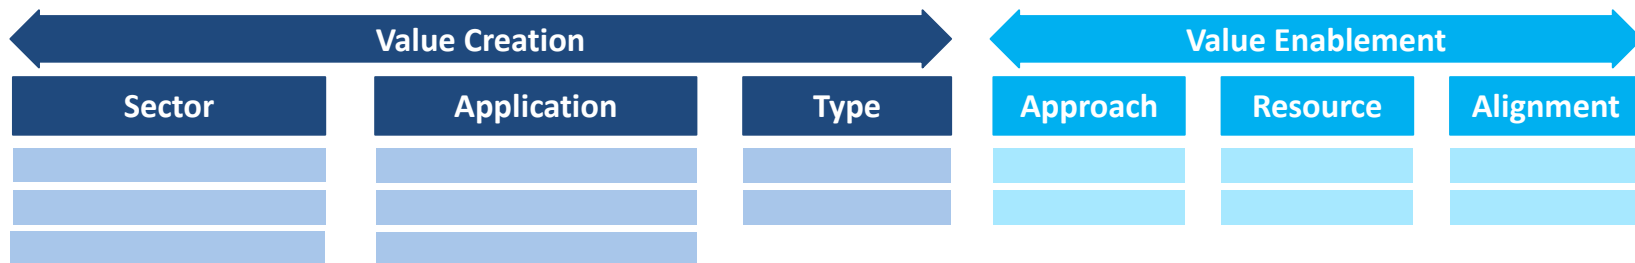 Value Creation
Value Enablement
Sector
Application
Type
Approach
Resource
Alignment